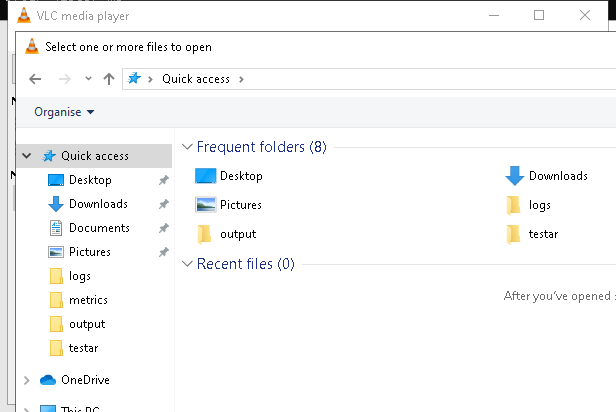 VLC media player
Select one or more files to open
Quick access
Organise
Quick access
Desktop
Downloads
Documents
Pictures
logs
metrics
output
testar
OneDrive
This PC
Frequent folders (8)
Desktop
Downloads
Pictures
logs
output
testar
Recent files (0)
After you've opened